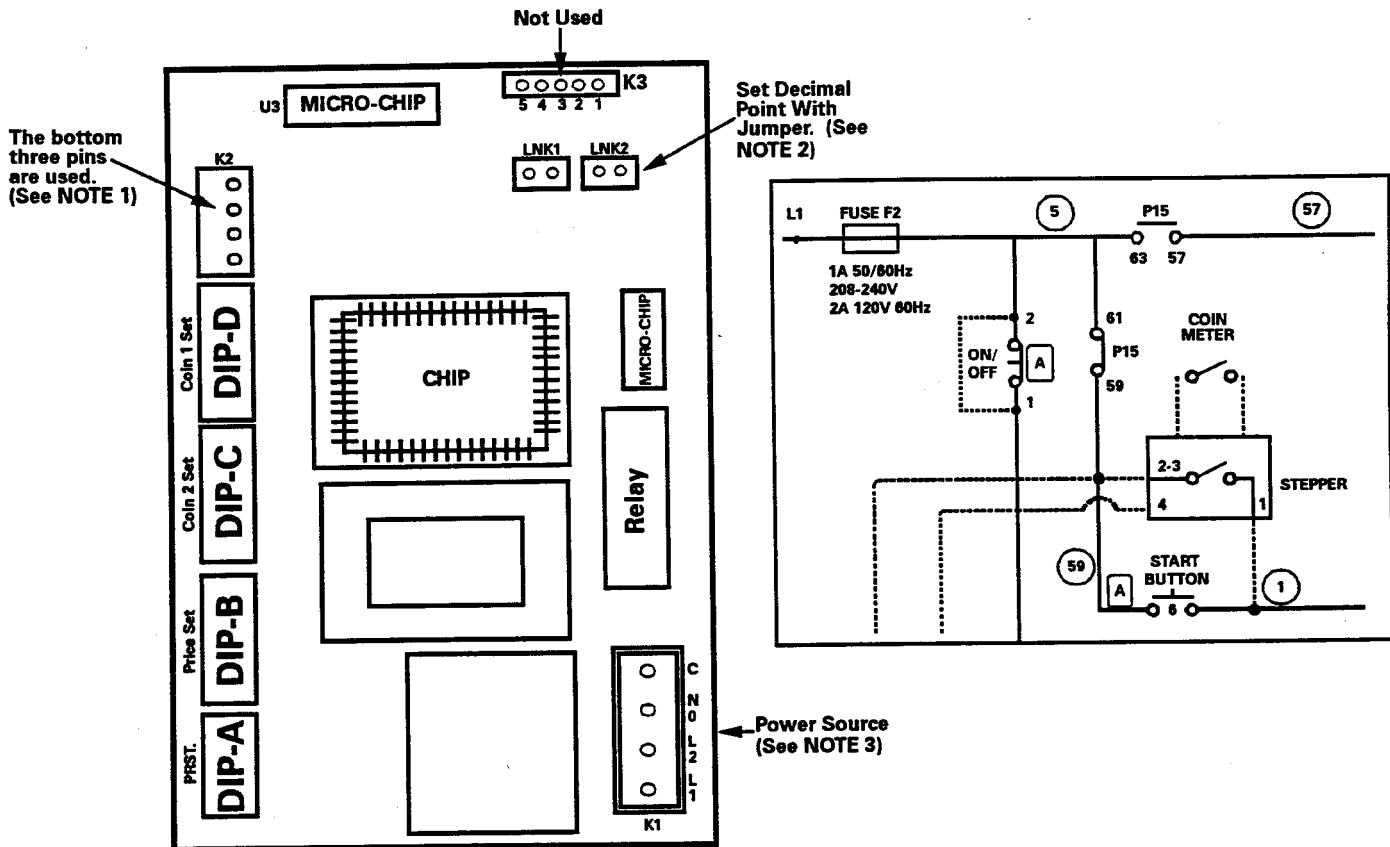 Not Used
K3
5 4 3 2 1
U3
MICRO-CHIP
Set Decimal
Point With
Jumper. (See
NOTE 2)
The bottom
three pins
are used.
(See NOTE 1)
K2
LNK1
LNK2
Coin 1 Set
DIP-D
CHIP
MICRO-CHIP
Coin 2 Set
DIP-C
Relay
Price Set
DIP-B
PRST.
DIP-A
C
N
0
L
2
L
1
K1
Power Source
(See NOTE 3)
L1
FUSE F2
5
P15
57
63
57
1A 50/60Hz
208-240V
2A 120V 60Hz
2
61
COIN
METER
ON/
OFF
A
P15
1
59
2-3
STEPPER
4
1
59
START
BUTTON
A
6
1